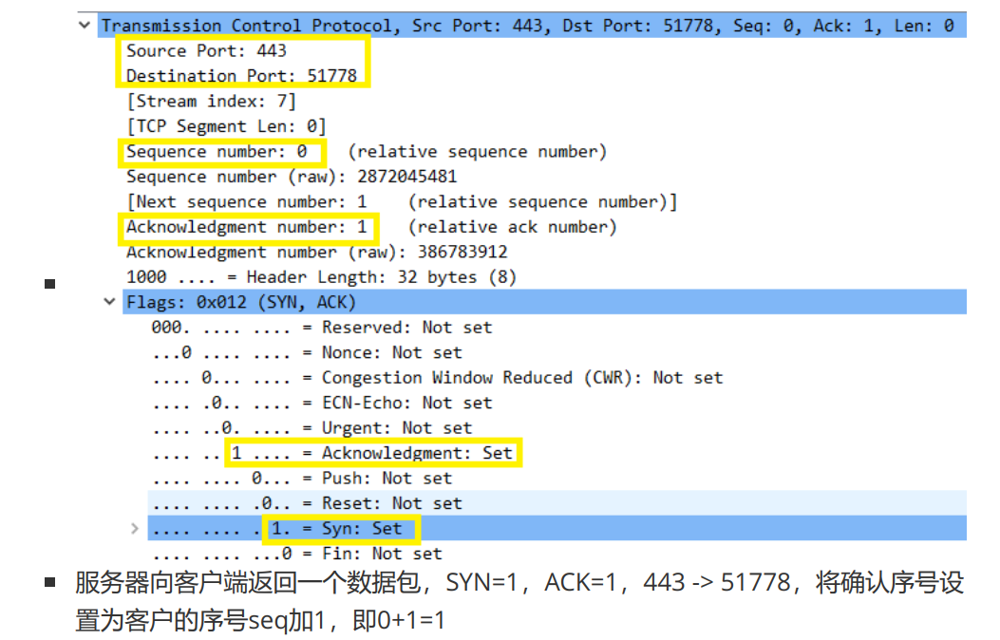 Transmission Control Protocol, Src Port: 443, Dst Port: 51778, Seq: 0, Ack: 1, Len: 0
Source Port: 443
Destination Port: 51778
[Stream index: 7]
[TCP Segment Len: 0]
Sequence number: 0    (relative sequence number)
Sequence number (raw): 2872045481
[Next sequence number: 1    (relative sequence number)]
Acknowledgment number: 1    (relative ack number)
Acknowledgment number (raw): 386783912
1000 .... = Header Length: 32 bytes (8)
Flags: 0x012 (SYN, ACK)
000. .... .... = Reserved: Not set
...0 .... .... = Nonce: Not set
.... 0... .... = Congestion Window Reduced (CWR): Not set
.... .0.. .... = ECN-Echo: Not set
.... ..0. .... = Urgent: Not set
.... .. 1 .... = Acknowledgment: Set
.... .... 0... = Push: Not set
.... .... .0.. = Reset: Not set
.... .... . 1. = Syn: Set
.... .... ...0 = Fin: Not set
服务器向客户端返回一个数据包，SYN=1，ACK=1，443 -> 51778，将确认序号设
置为客户的序号seq加1，即0+1=1